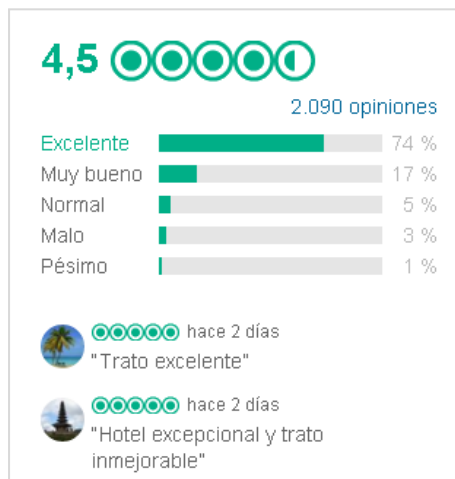 4,5
2.090 opiniones
Excelente 74 %
Muy bueno 17 %
Normal 5 %
Malo 3 %
Pésimo 1 %
hace 2 días
"Trato excelente"
hace 2 días
"Hotel excepcional y trato
inmejorable"